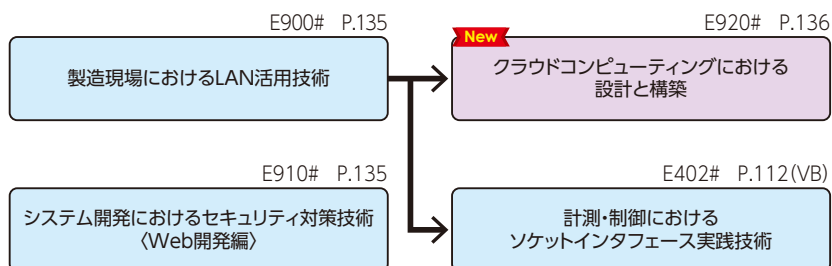 E900# P.135
製造現場におけるLAN活用技術
New
E920# P.136
クラウドコンピューティングにおける
設計と構築
E910# P.135
システム開発におけるセキュリティ対策技術
〈Web開発編〉
E402# P.112(VB)
計測・制御における
ソケットインタフェース実践技術